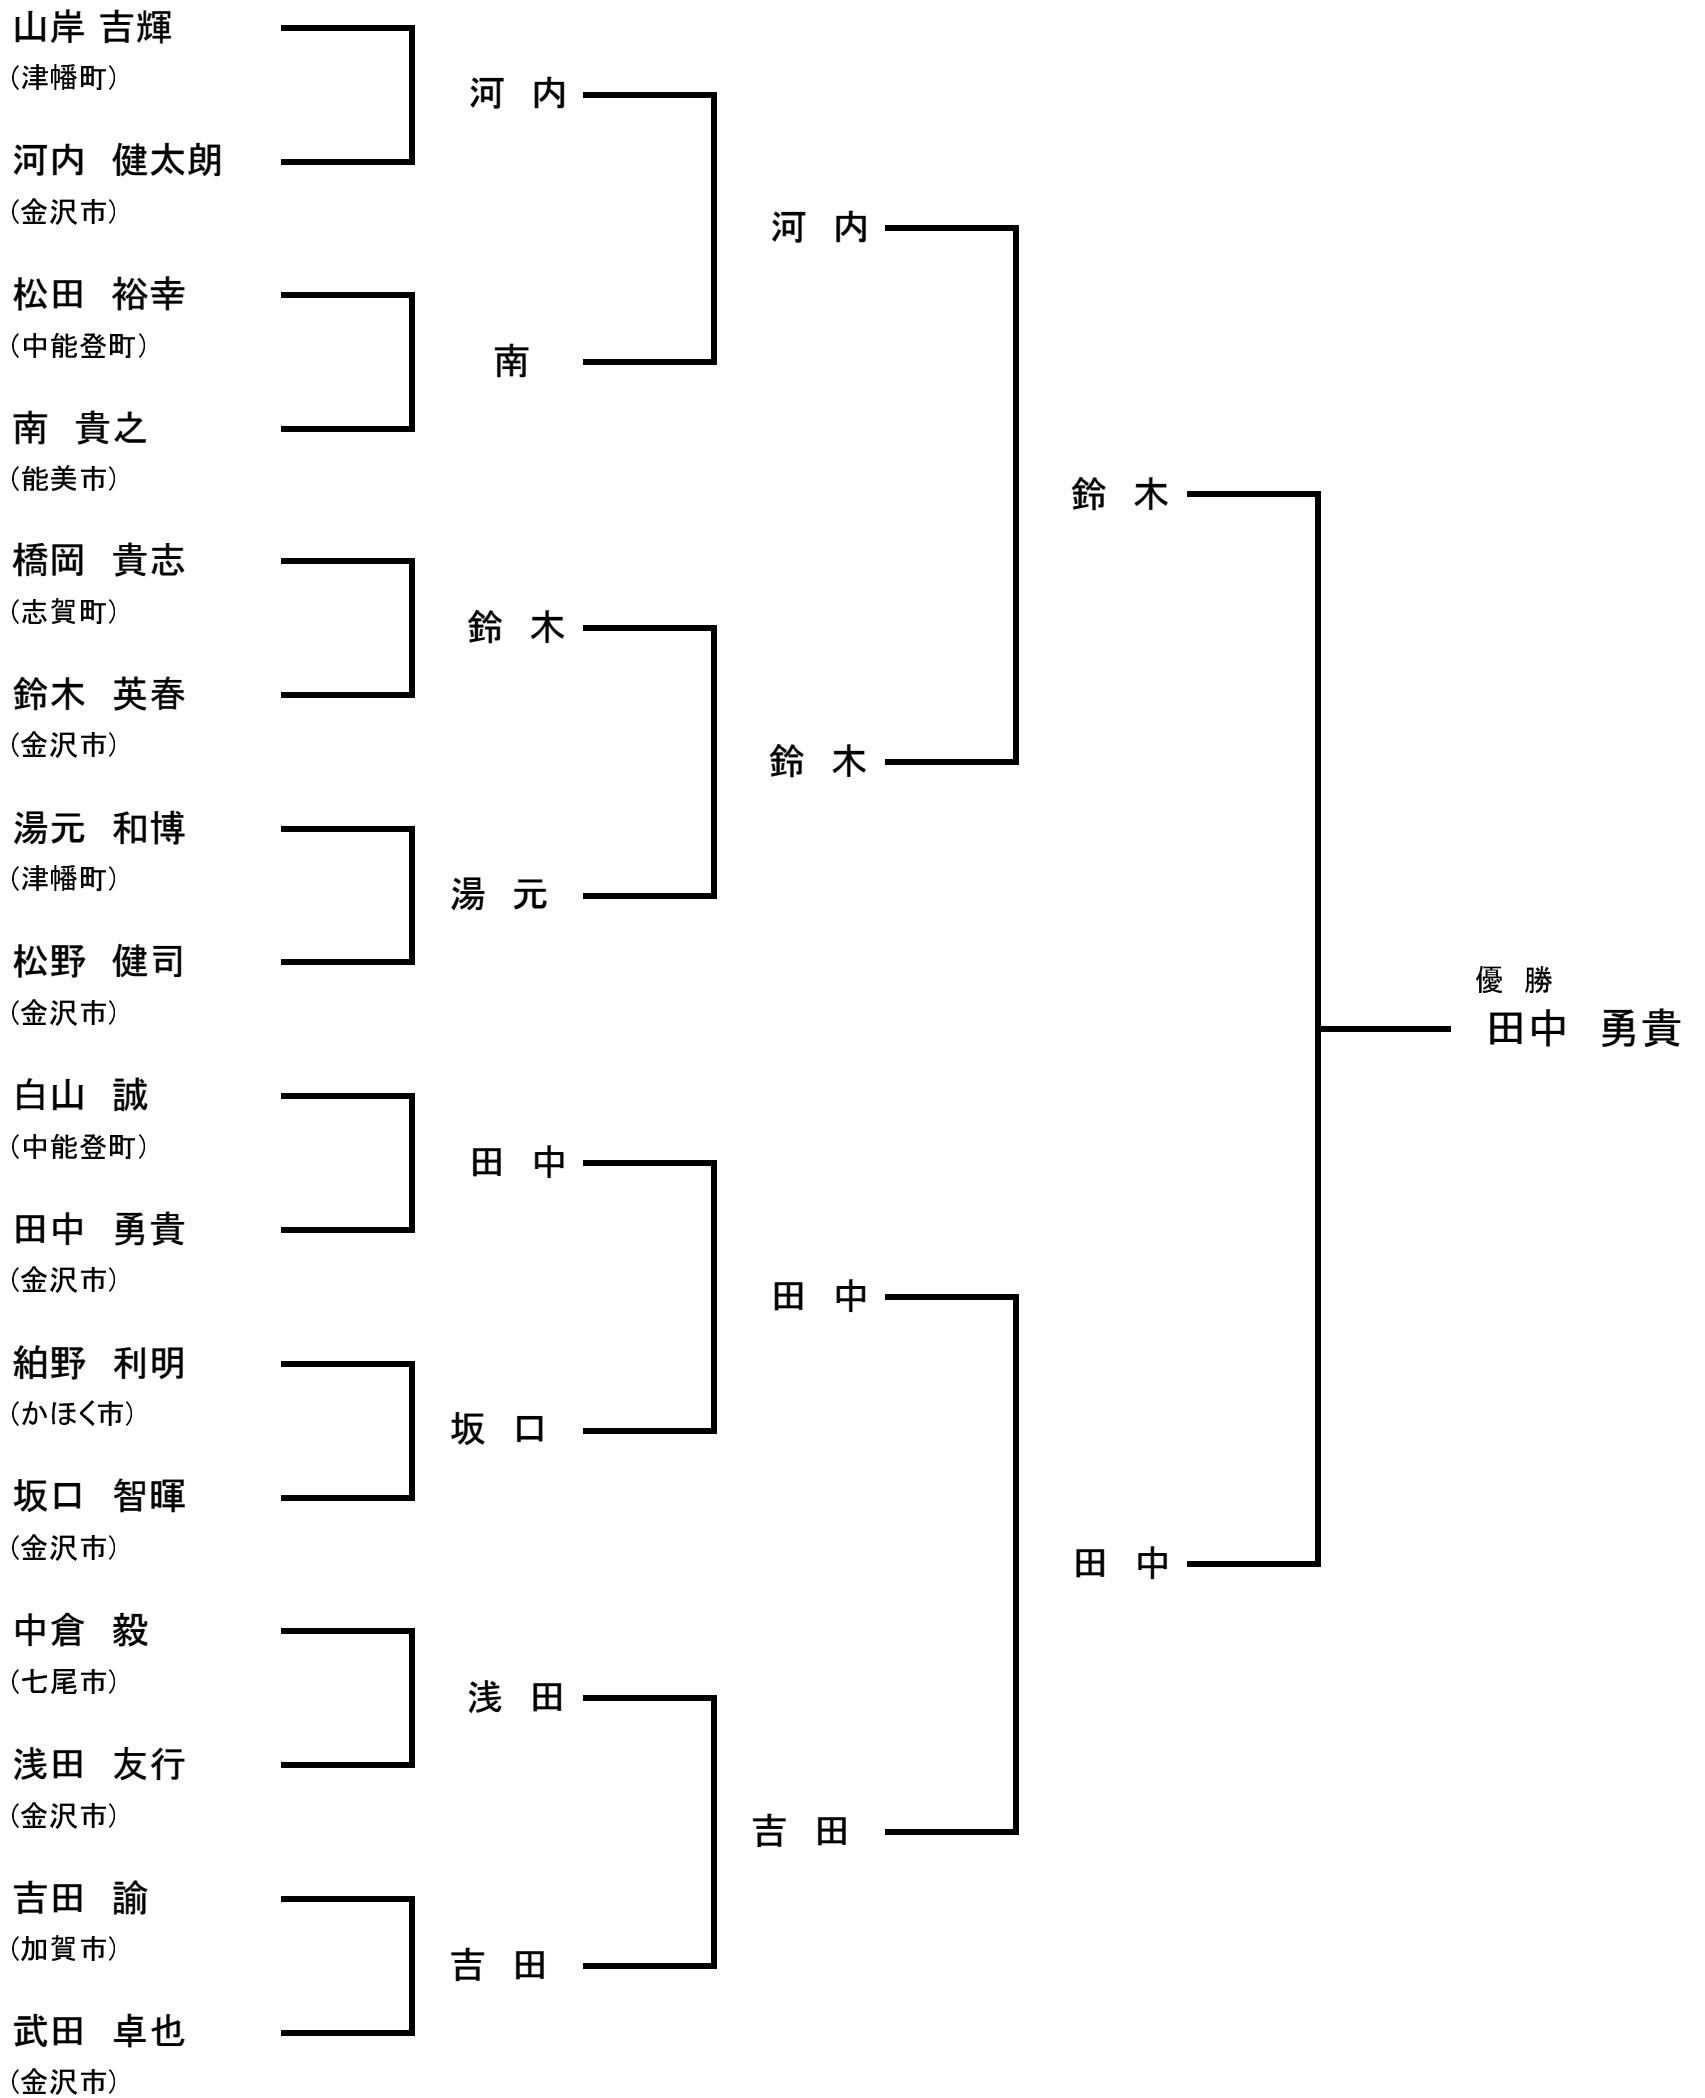 山岸 吉輝
(津幡町)
河内 健太朗
(金沢市)
松田 裕幸
(中能登町)
南 貴之
(能美市)
橋岡 貴志
(志賀町)
鈴木 英春
(金沢市)
湯元 和博
(津幡町)
松野 健司
(金沢市)
白山 誠
(中能登町)
田中 勇貴
(金沢市)
絈野 利明
(かほく市)
坂口 智暉
(金沢市)
中倉 毅
(七尾市)
浅田 友行
(金沢市)
吉田 諭
(加賀市)
武田 卓也
(金沢市)
河 内
南
鈴 木
湯 元
田 中
坂 口
浅 田
吉 田
河 内
鈴 木
田 中
吉 田
鈴 木
田 中
優 勝
田中 勇貴